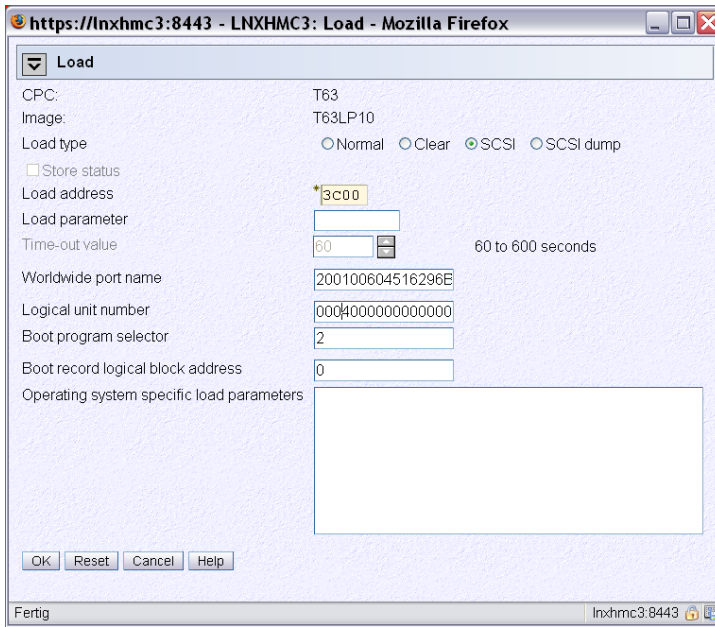 https://lnxhmc3:8443 - LNXHMC3: Load - Mozilla Firefox
Load
CPC: T63
Image: T63LP10
Load type Normal Clear SCSI SCSI dump
Store status
Load address *3C00
Load parameter
Time-out value 60 60 to 600 seconds
Worldwide port name 200100604516296E
Logical unit number 0004000000000000
Boot program selector 2
Boot record logical block address 0
Operating system specific load parameters
OK Reset Cancel Help
Fertig lnxhmc3:8443